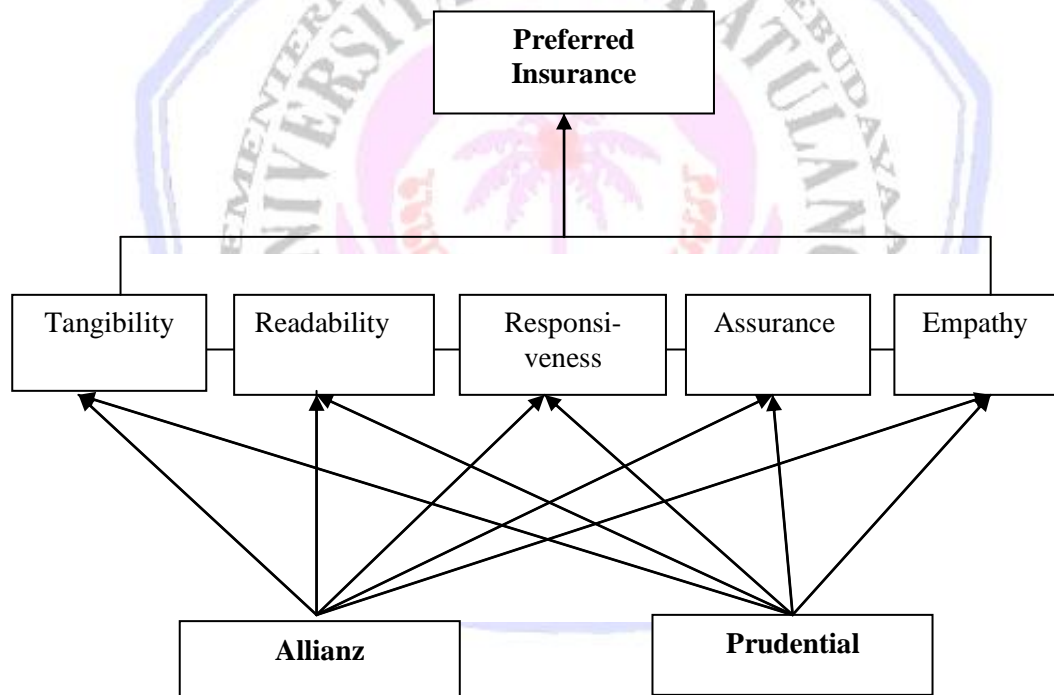 Preferred
Insurance
Tangibility
Readability
Responsi-
veness
Assurance
Empathy
Allianz
Prudential